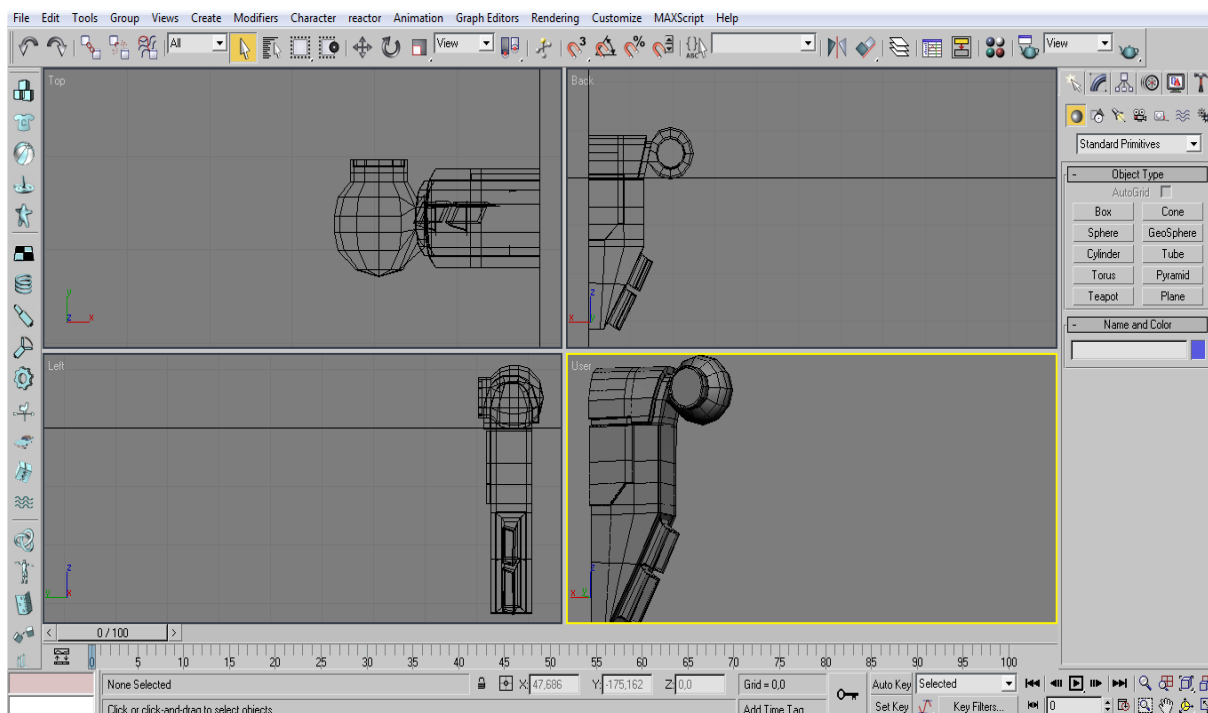 File Edit Tools Group Views Create Modifiers Character reactor Animation Graph Editors Rendering Customize MAXScript Help
All View 3 % {} ABC View
Top Back
Standard Primitives
- Object Type
AutoGrid
Box Cone
Sphere GeoSphere
Cylinder Tube
Torus Pyramid
Teapot Plane
- Name and Color
y z x
z x y
Left User
z y x
z x y
< 0 / 100 >
0 5 10 15 20 25 30 35 40 45 50 55 60 65 70 75 80 85 90 95 100
None Selected X: 47,686 Y: -175,162 Z: 0,0 Grid = 0,0 Auto Key Selected
Click or click-and-drag to select objects Add Time Tag Set Key Key Filters... 0